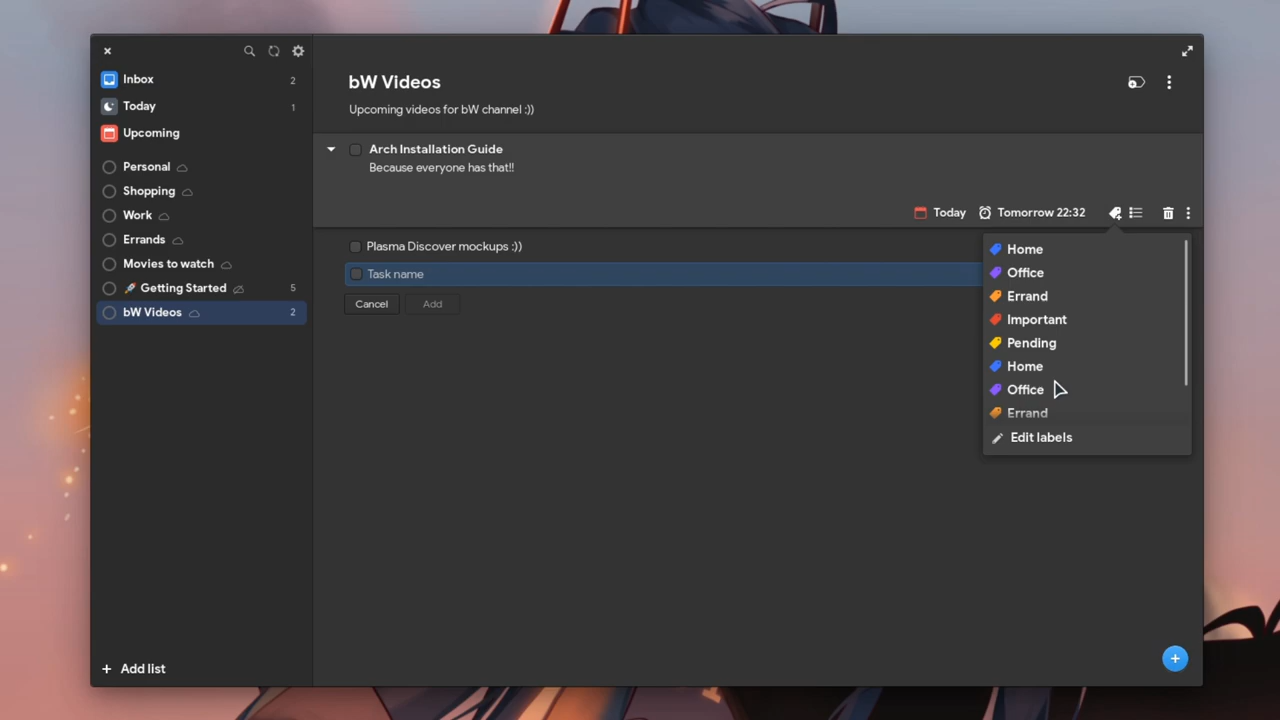 Inbox 2
Today 1
Upcoming
Personal
Shopping
Work
Errands
Movies to watch
🚀 Getting Started 5
bW Videos 2
Add list
bW Videos
Upcoming videos for bW channel :))
Arch Installation Guide
Because everyone has that!!
Today Tomorrow 22:32
Plasma Discover mockups :))
Task name
Cancel Add
Home
Office
Errand
Important
Pending
Home
Office
Errand
Edit labels